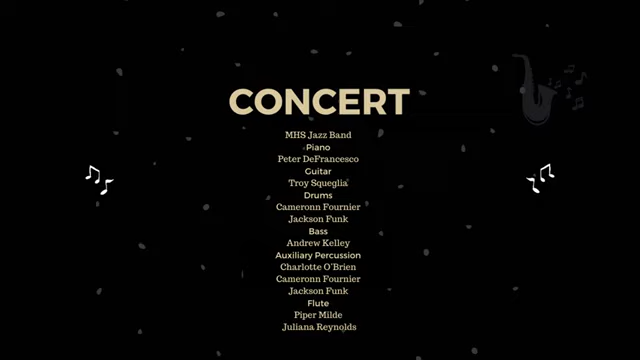 CONCERT
MHS Jazz Band
Piano
Peter DeFrancesco
Guitar
Troy Squeglia
Drums
Cameronn Fournier
Jackson Funk
Bass
Andrew Kelley
Auxiliary Percussion
Charlotte O'Brien
Cameronn Fournier
Jackson Funk
Flute
Piper Milde
Juliana Reynolds